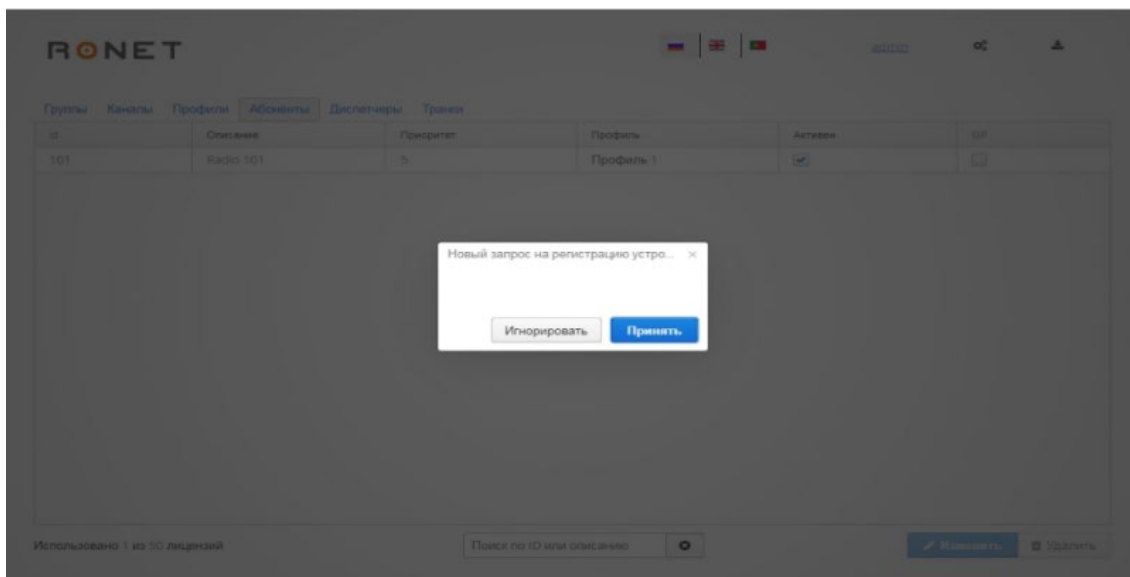 RONET
admin
Группы Каналы Профили Абоненты Диспетчеры Транки
Id Описание Приоритет Профиль Активен
101 Radio 101 5 Профиль 1
Новый запрос на регистрацию устро...
Игнорировать Принять
Использовано 1 из 50 лицензий Поиск по ID или описанию Изменить Удалить